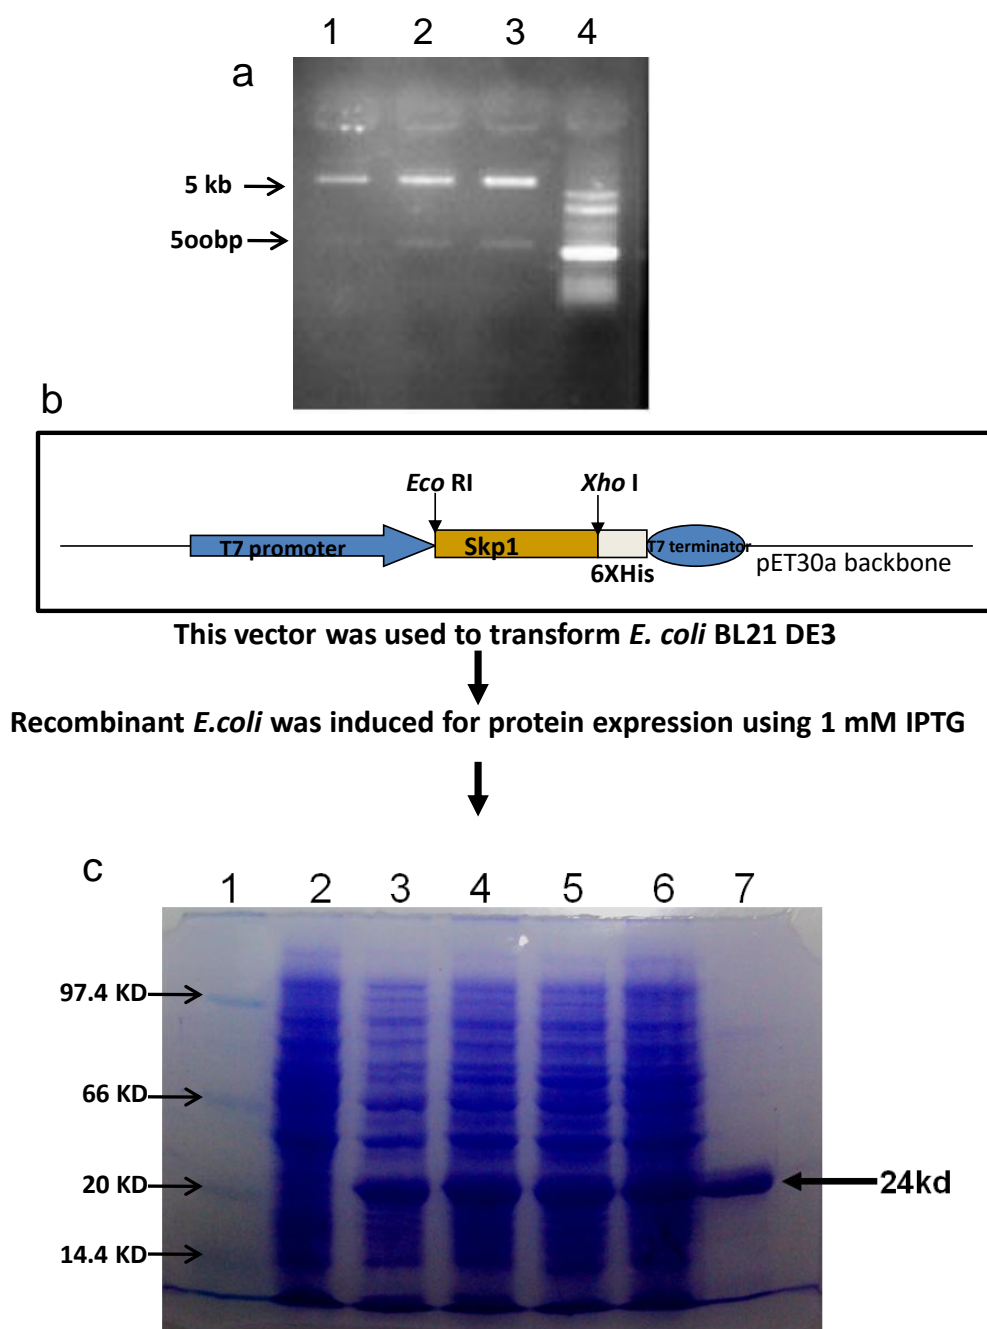 1 2 3 4
a
5 kb
5oobp
b
Eco RI Xho I
T7 promoter Skp1 T7 terminator
6XHis pET30a backbone
This vector was used to transform E. coli BL21 DE3
Recombinant E.coli was induced for protein expression using 1 mM IPTG
c
1 2 3 4 5 6 7
97.4 KD
66 KD
20 KD
24kd
14.4 KD